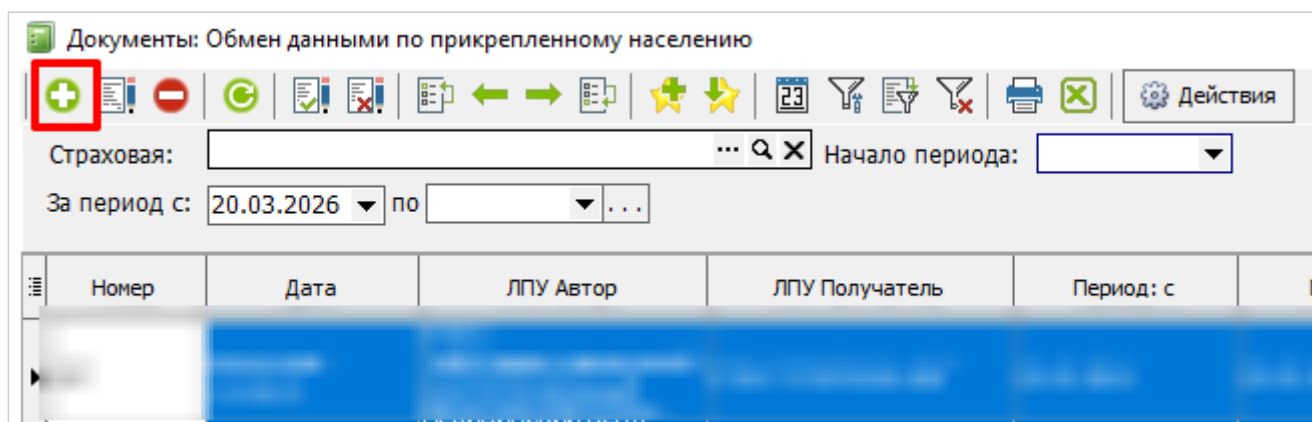 Документы: Обмен данными по прикрепленному населению
23 Действия
Страховая: ... Начало периода:
За период с: 20.03.2026 по ...
Номер Дата ЛПУ Автор ЛПУ Получатель Период: с